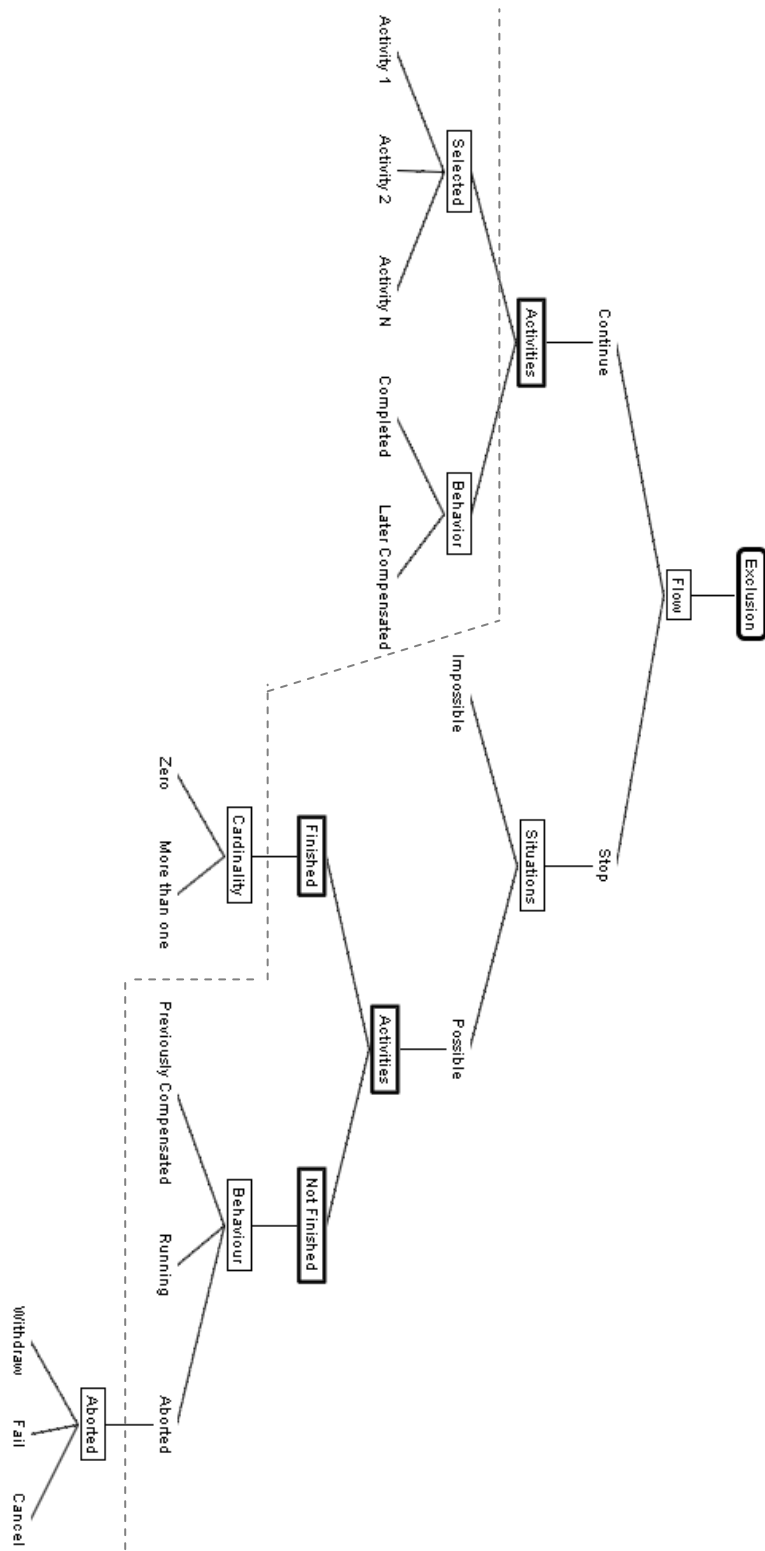 Exclusion
Flow
Continue
Stop
Activities
Situations
Selected
Behavior
Impossible
Possible
Activity 1
Activity 2
Activity N
Completed
Later Compensated
Activities
Finished
Not Finished
Cardinality
Behaviour
Zero
More than one
Previously Compensated
Running
Aborted
Aborted
Withdraw
Fail
Cancel